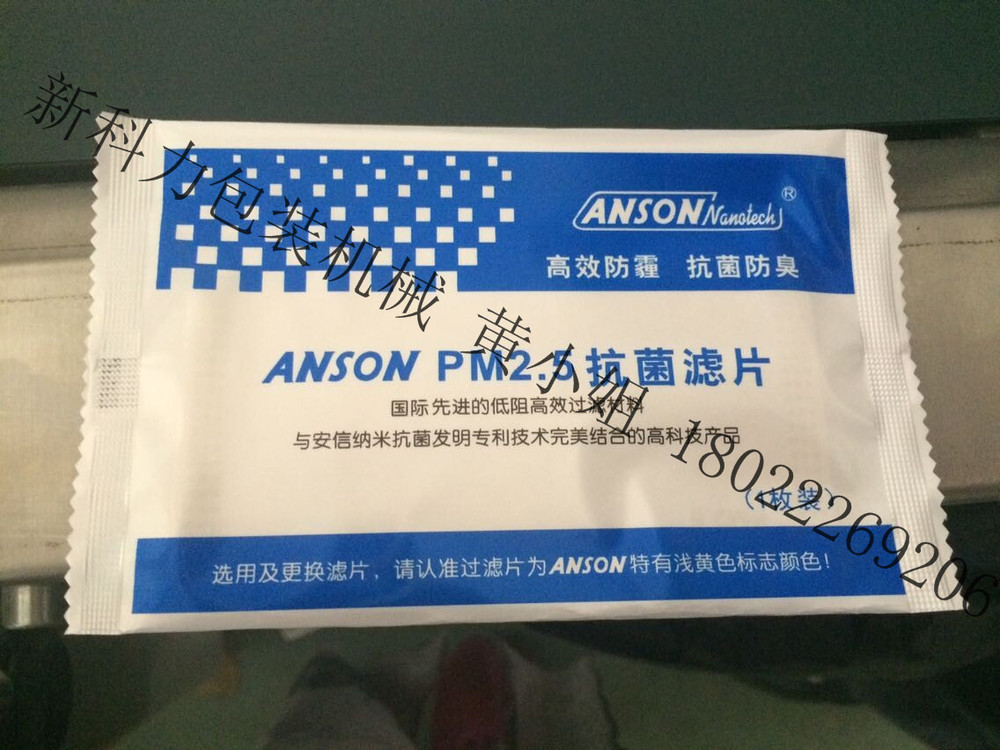 新科力包装机械 黄小姐 18022269206
ANSON Nanotech ®
高效防霾 抗菌防臭
ANSON PM2.5抗菌滤片
国际先进的低阻高效过滤材料
与安信纳米抗菌发明专利技术完美结合的高科技产品
(1枚装)
选用及更换滤片，请认准过滤片为ANSON特有浅黄色标志颜色!